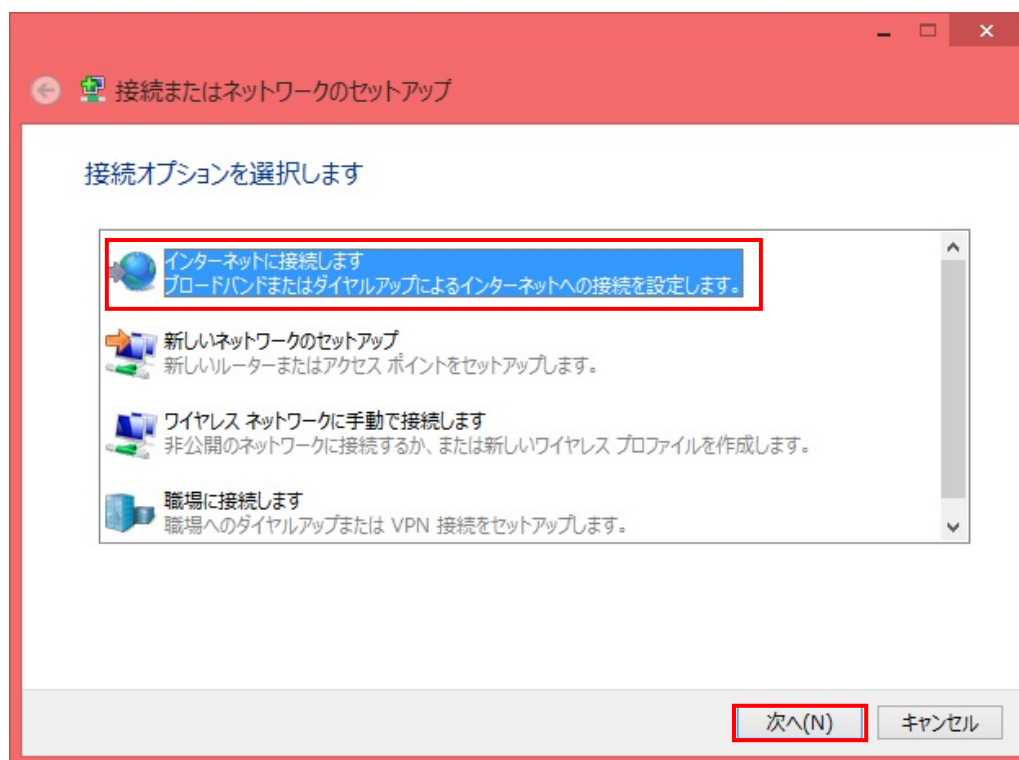 接続またはネットワークのセットアップ
接続オプションを選択します
インターネットに接続します
ブロードバンドまたはダイヤルアップによるインターネットへの接続を設定します。
新しいネットワークのセットアップ
新しいルーターまたはアクセス ポイントをセットアップします。
ワイヤレス ネットワークに手動で接続します
非公開のネットワークに接続するか、または新しいワイヤレス プロファイルを作成します。
職場に接続します
職場へのダイヤルアップまたは VPN 接続をセットアップします。
次へ(N)
キャンセル